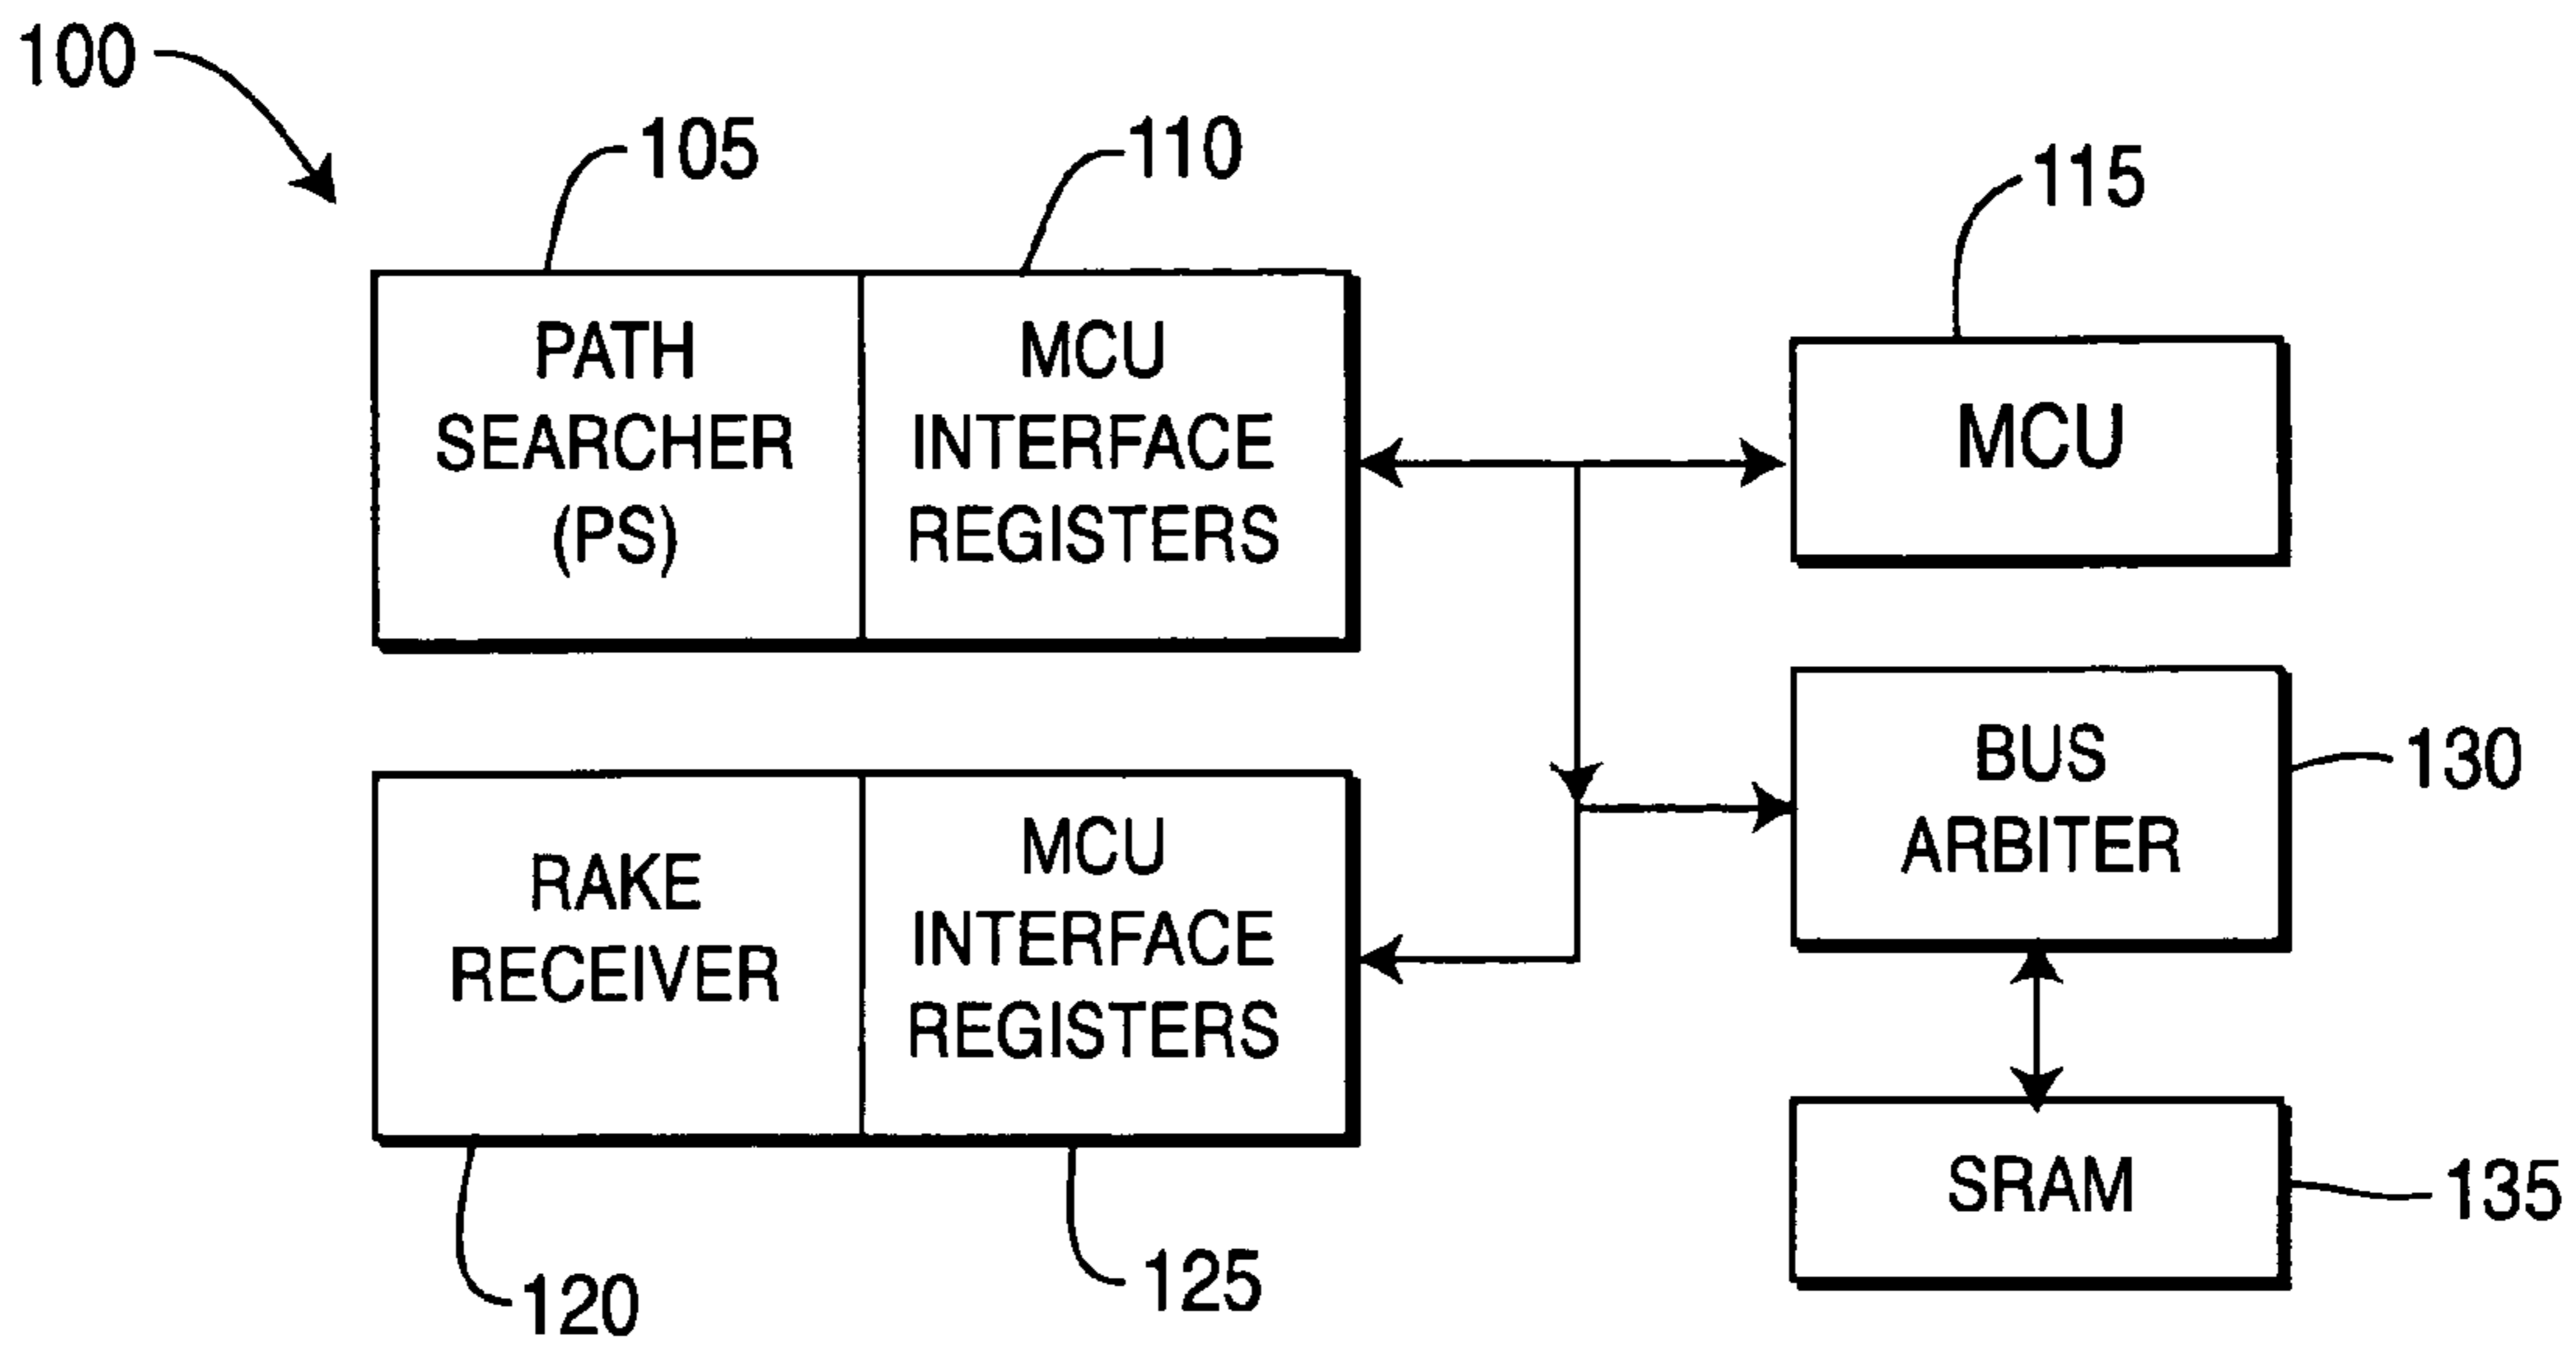 100
105
110
115
PATH
SEARCHER
(PS)
MCU
INTERFACE
REGISTERS
MCU
BUS
ARBITER
130
RAKE
RECEIVER
MCU
INTERFACE
REGISTERS
SRAM
135
120
125